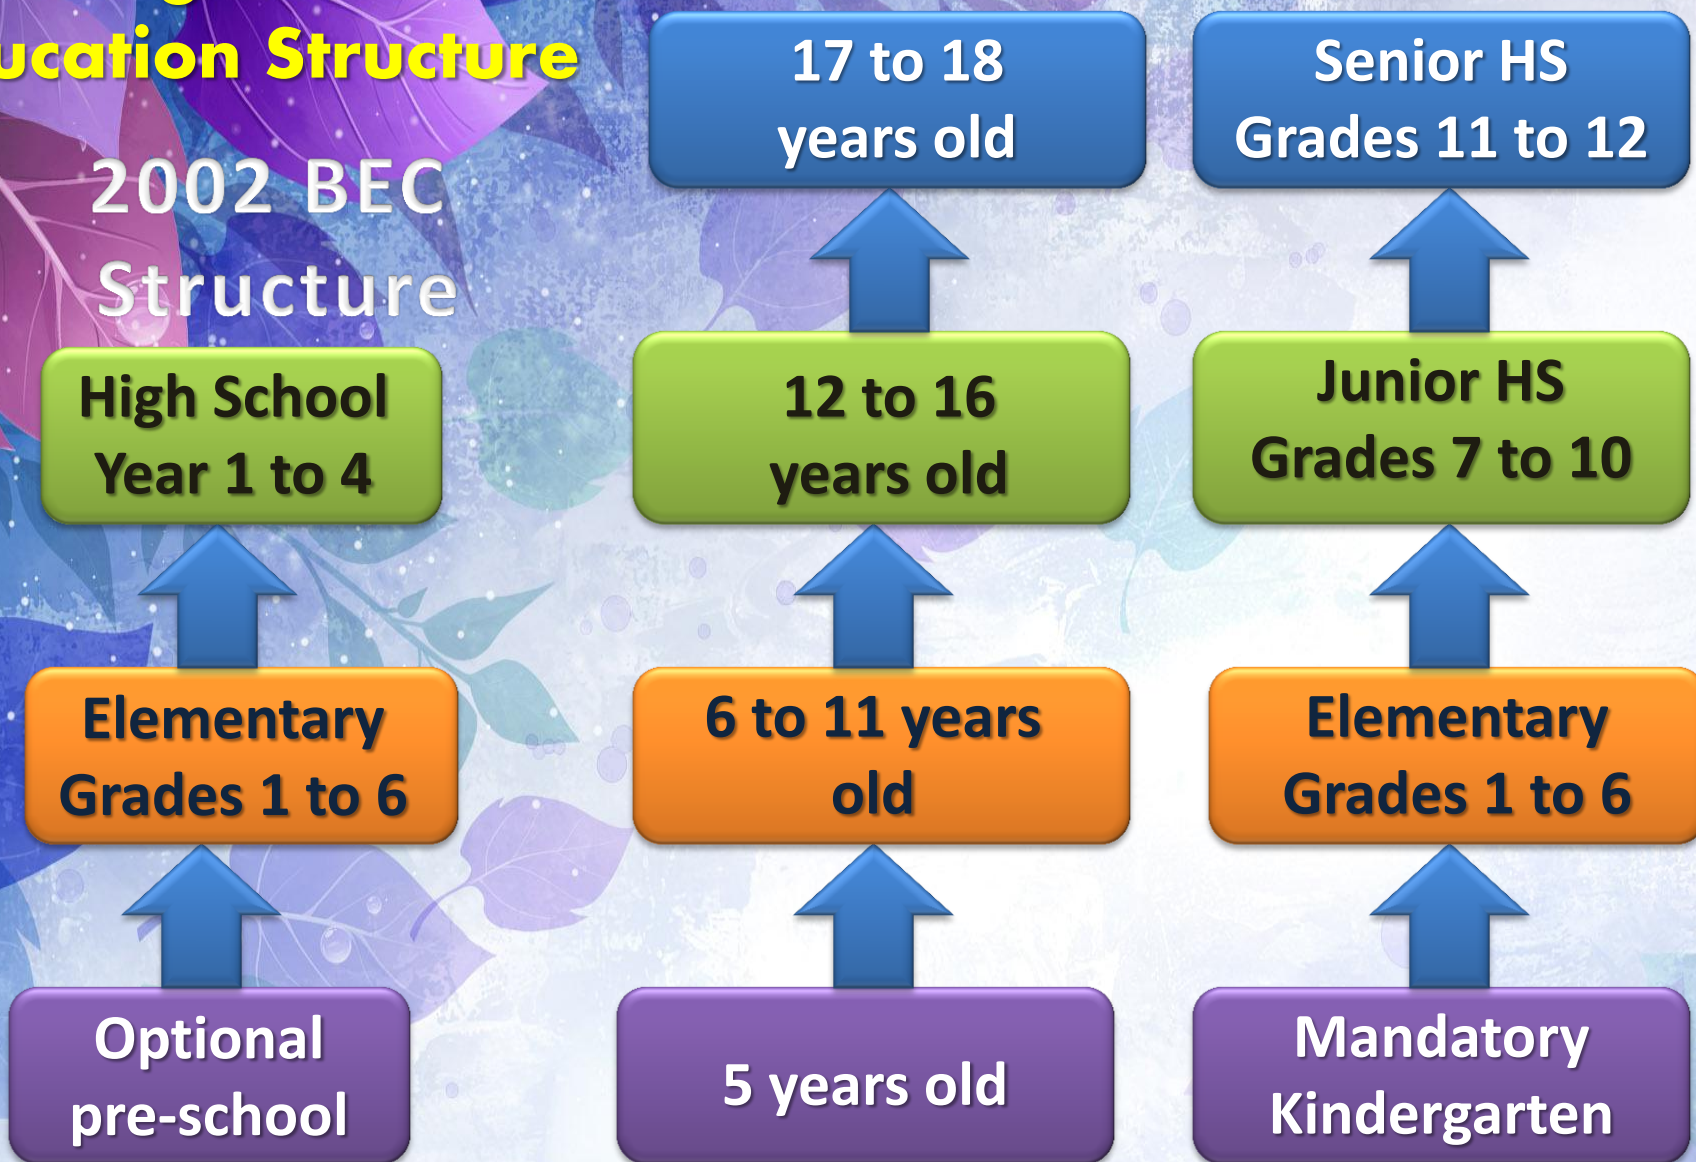 Education Structure
2002 BEC
Structure
17 to 18
years old
Senior HS
Grades 11 to 12
High School
Year 1 to 4
12 to 16
years old
Junior HS
Grades 7 to 10
Elementary
Grades 1 to 6
6 to 11 years
old
Elementary
Grades 1 to 6
Optional
pre-school
5 years old
Mandatory
Kindergarten